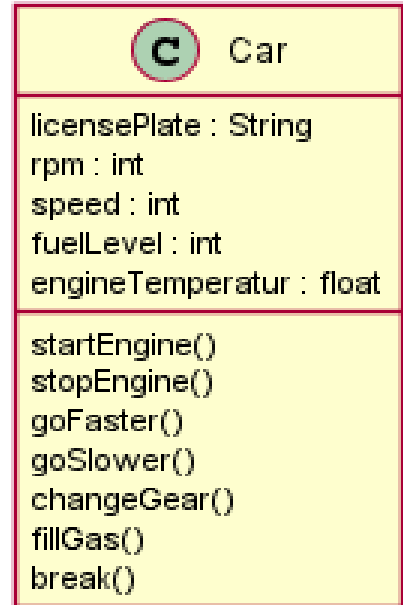 C Car
licensePlate : String
rpm : int
speed : int
fuelLevel : int
engineTemperatur : float
startEngine()
stopEngine()
goFaster()
goSlower()
changeGear()
fillGas()
break()